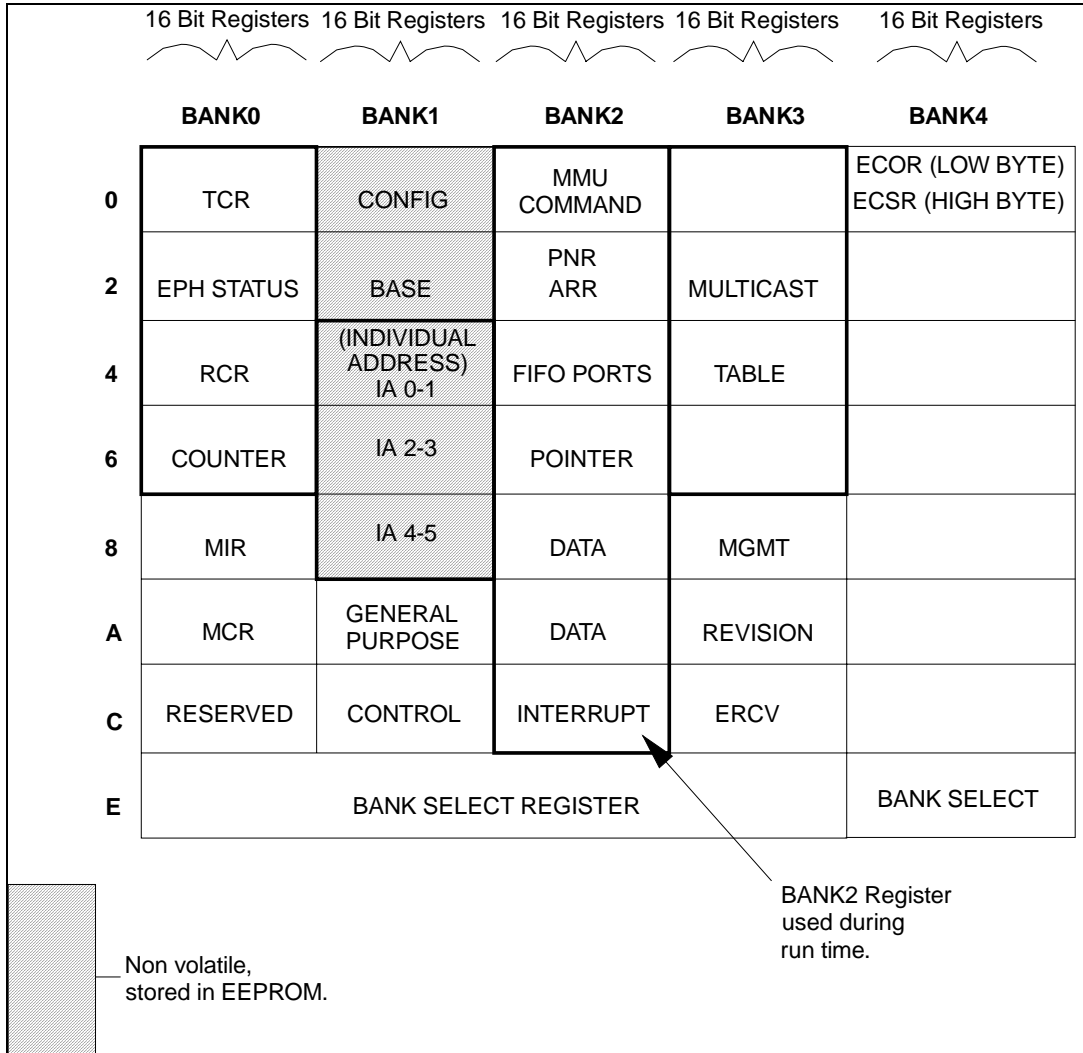 16 Bit Registers 16 Bit Registers 16 Bit Registers 16 Bit Registers 16 Bit Registers
BANK0 BANK1 BANK2 BANK3 BANK4
0 TCR CONFIG MMU COMMAND ECOR (LOW BYTE) ECSR (HIGH BYTE)
2 EPH STATUS BASE PNR ARR MULTICAST
4 RCR (INDIVIDUAL ADDRESS) IA 0-1 FIFO PORTS TABLE
6 COUNTER IA 2-3 POINTER
8 MIR IA 4-5 DATA MGMT
A MCR GENERAL PURPOSE DATA REVISION
C RESERVED CONTROL INTERRUPT ERCV
E BANK SELECT REGISTER BANK SELECT
BANK2 Register
used during
run time.
Non volatile,
stored in EEPROM.